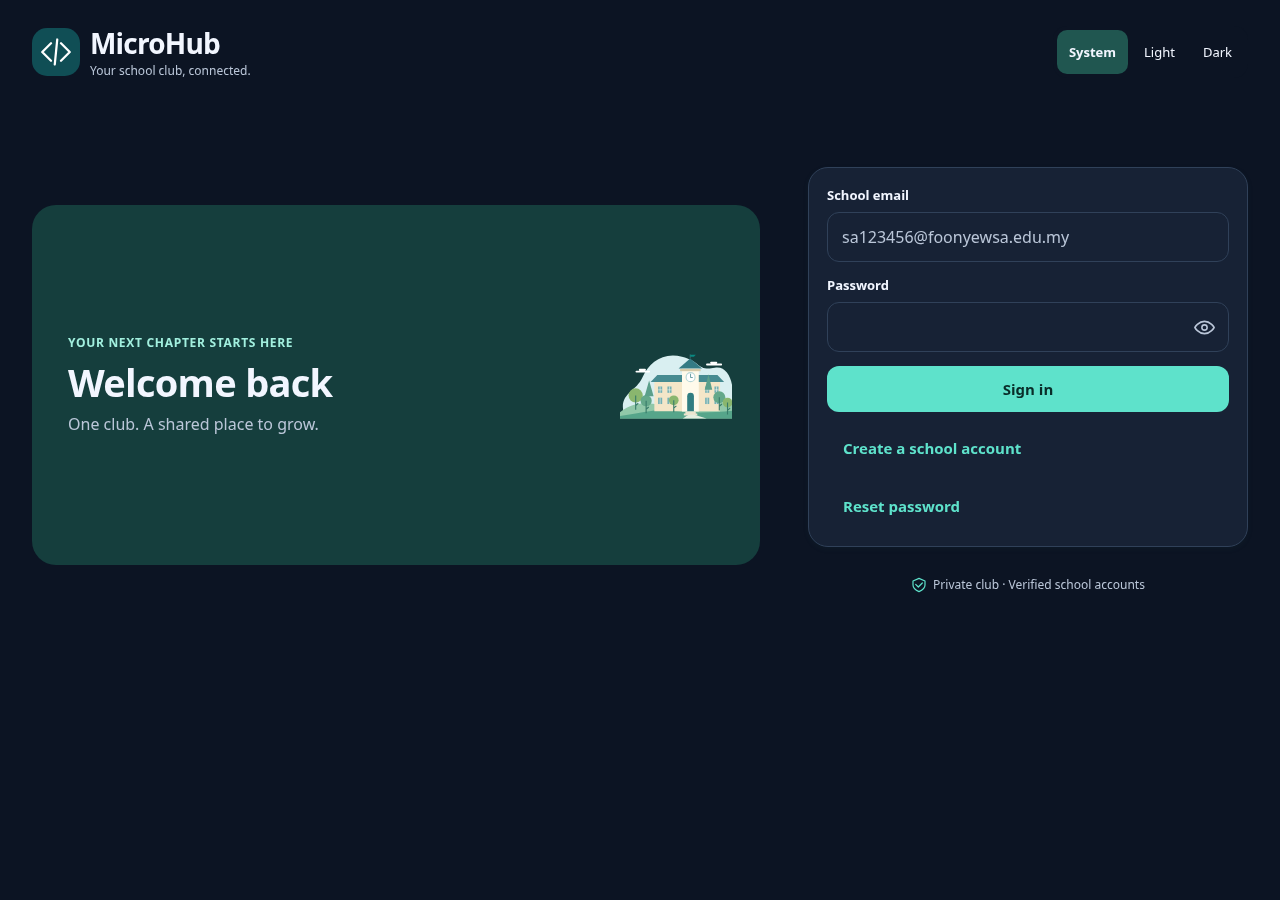 MicroHub
Your school club, connected.
System
Light
Dark
YOUR NEXT CHAPTER STARTS HERE
Welcome back
One club. A shared place to grow.
School email
sa123456@foonyewsa.edu.my
Password
Sign in
Create a school account
Reset password
Private club · Verified school accounts